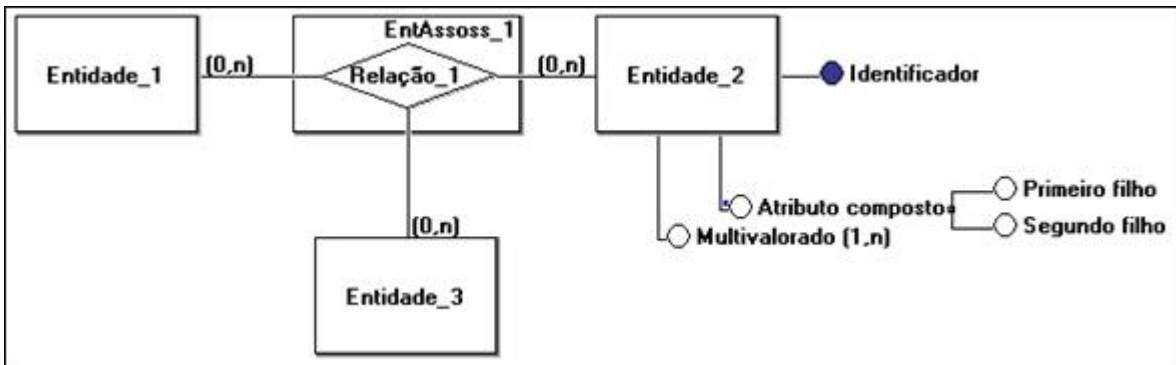 EntAssoss_1
Entidade_1
(0,n)
Relação_1
(0,n)
Entidade_2
Identificador
Primeiro filho
Atributo composto
Segundo filho
(0,n)
Multivalorado (1,n)
Entidade_3